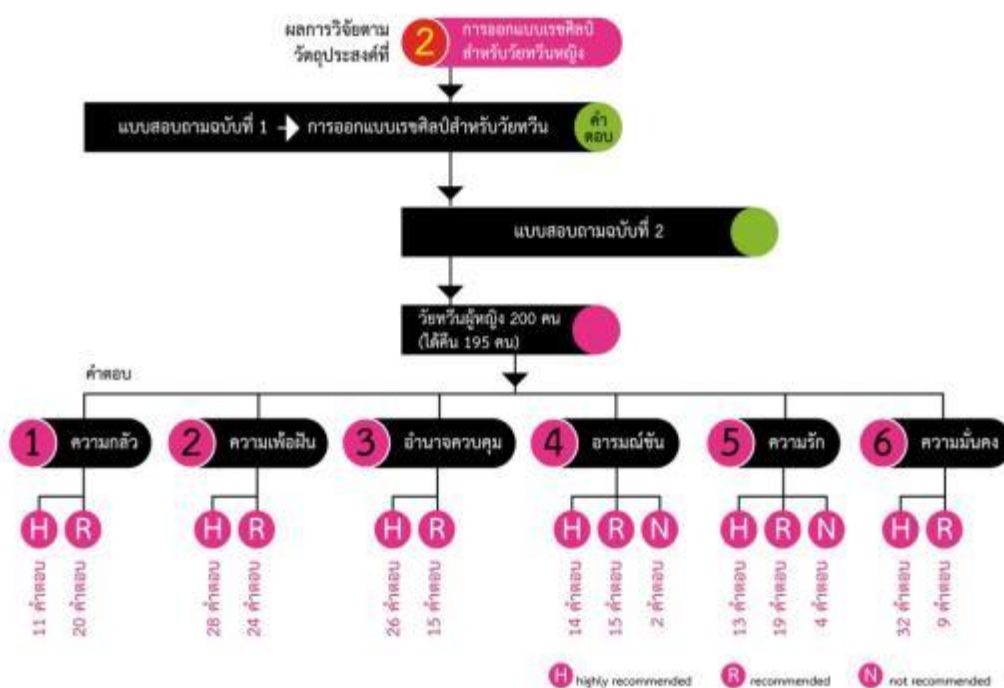 ผลการวิจัยตาม
วัตถุประสงค์ที่
2
การออกแบบเรขศิลป์
สำหรับวัยทวีนหญิง
แบบสอบถามฉบับที่ 1
การออกแบบเรขศิลป์สำหรับวัยทวีน
คำ
ตอบ
แบบสอบถามฉบับที่ 2
วัยทวีนผู้หญิง 200 คน
(ได้คืน 195 คน)
คำตอบ
1 ความกลัว
2 ความเพ้อฝัน
3 อำนาจควบคุม
4 อารมณ์ขัน
5 ความรัก
6 ความมั่นคง
H R
H R
H R
H R N
H R N
H R
11 คำตอบ
20 คำตอบ
28 คำตอบ
24 คำตอบ
26 คำตอบ
15 คำตอบ
14 คำตอบ
15 คำตอบ
2 คำตอบ
13 คำตอบ
19 คำตอบ
4 คำตอบ
32 คำตอบ
9 คำตอบ
H highly recommended
R recommended
N not recommended